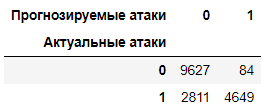 Прогнозируемые атаки 0 1
Актуальные атаки
0 9627 84
1 2811 4649